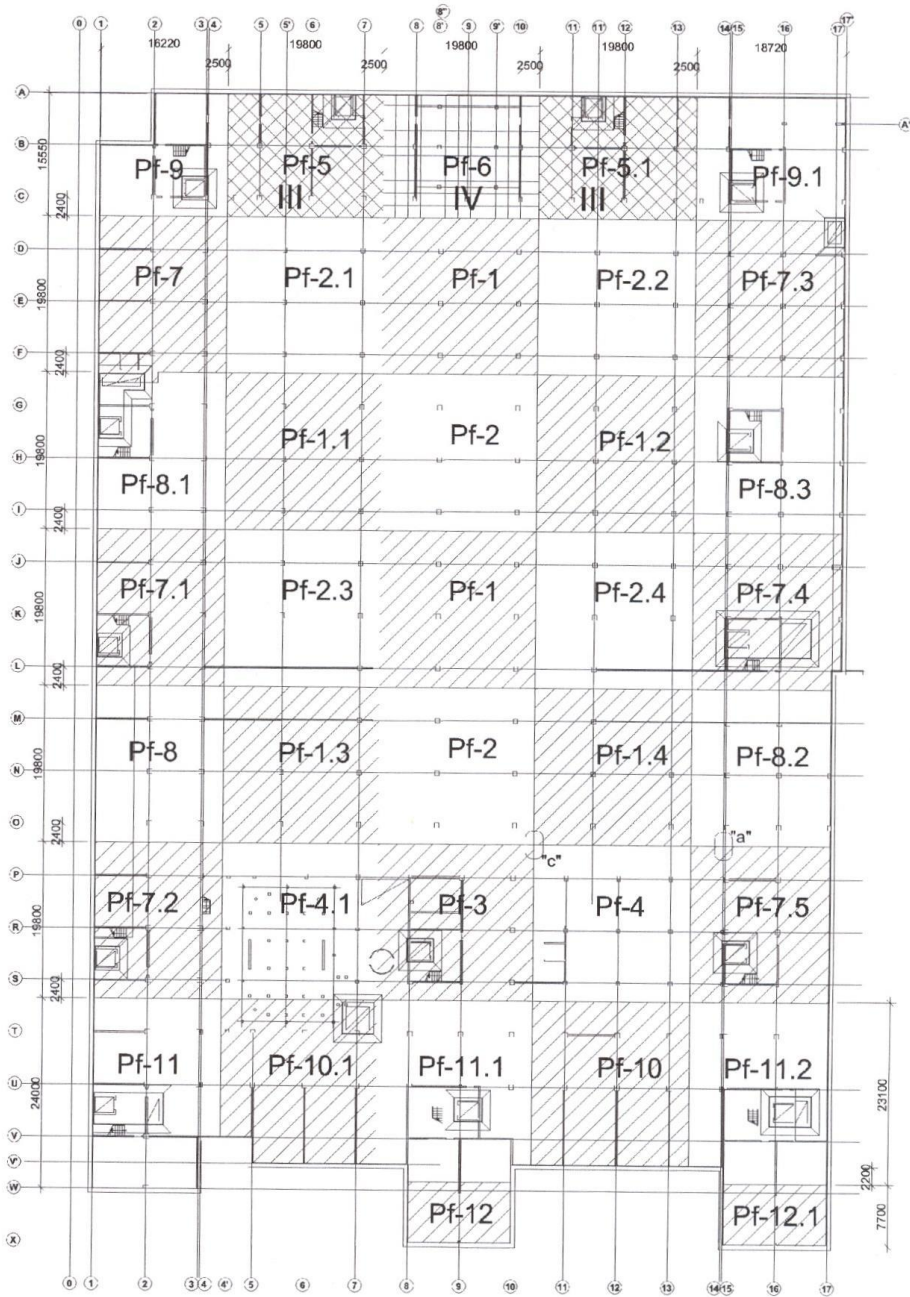 8"
0 1 2 3 4 5 5' 6 7 8 8' 9 9' 10 11 11' 12 13 14/15 16 17 17"
16220 19800 19800 19800 18720
2500 2500 2500 2500
A
A'
B
15550
Pf-9 Pf-5 Pf-6 Pf-5.1 Pf-9.1
III IV III
C
2400
D
Pf-7 Pf-2.1 Pf-1 Pf-2.2 Pf-7.3
E
19800
F
2400
G
Pf-1.1 Pf-2 Pf-1.2
H
19800
Pf-8.1 Pf-8.3
I
2400
J
Pf-7.1 Pf-2.3 Pf-1 Pf-2.4 Pf-7.4
K
19800
L
2400
M
Pf-8 Pf-1.3 Pf-2 Pf-1.4 Pf-8.2
N
19800
O
2400
"c" "a"
P
Pf-7.2 Pf-4.1 Pf-3 Pf-4 Pf-7.5
R
19800
S
2400
T
Pf-11 Pf-10.1 Pf-11.1 Pf-10 Pf-11.2
U
24000
23100
V
V'
2200
W
Pf-12 Pf-12.1
7700
X
0 1 2 3 4 4' 5 6 7 8 9 10 11 12 13 14/15 16 17